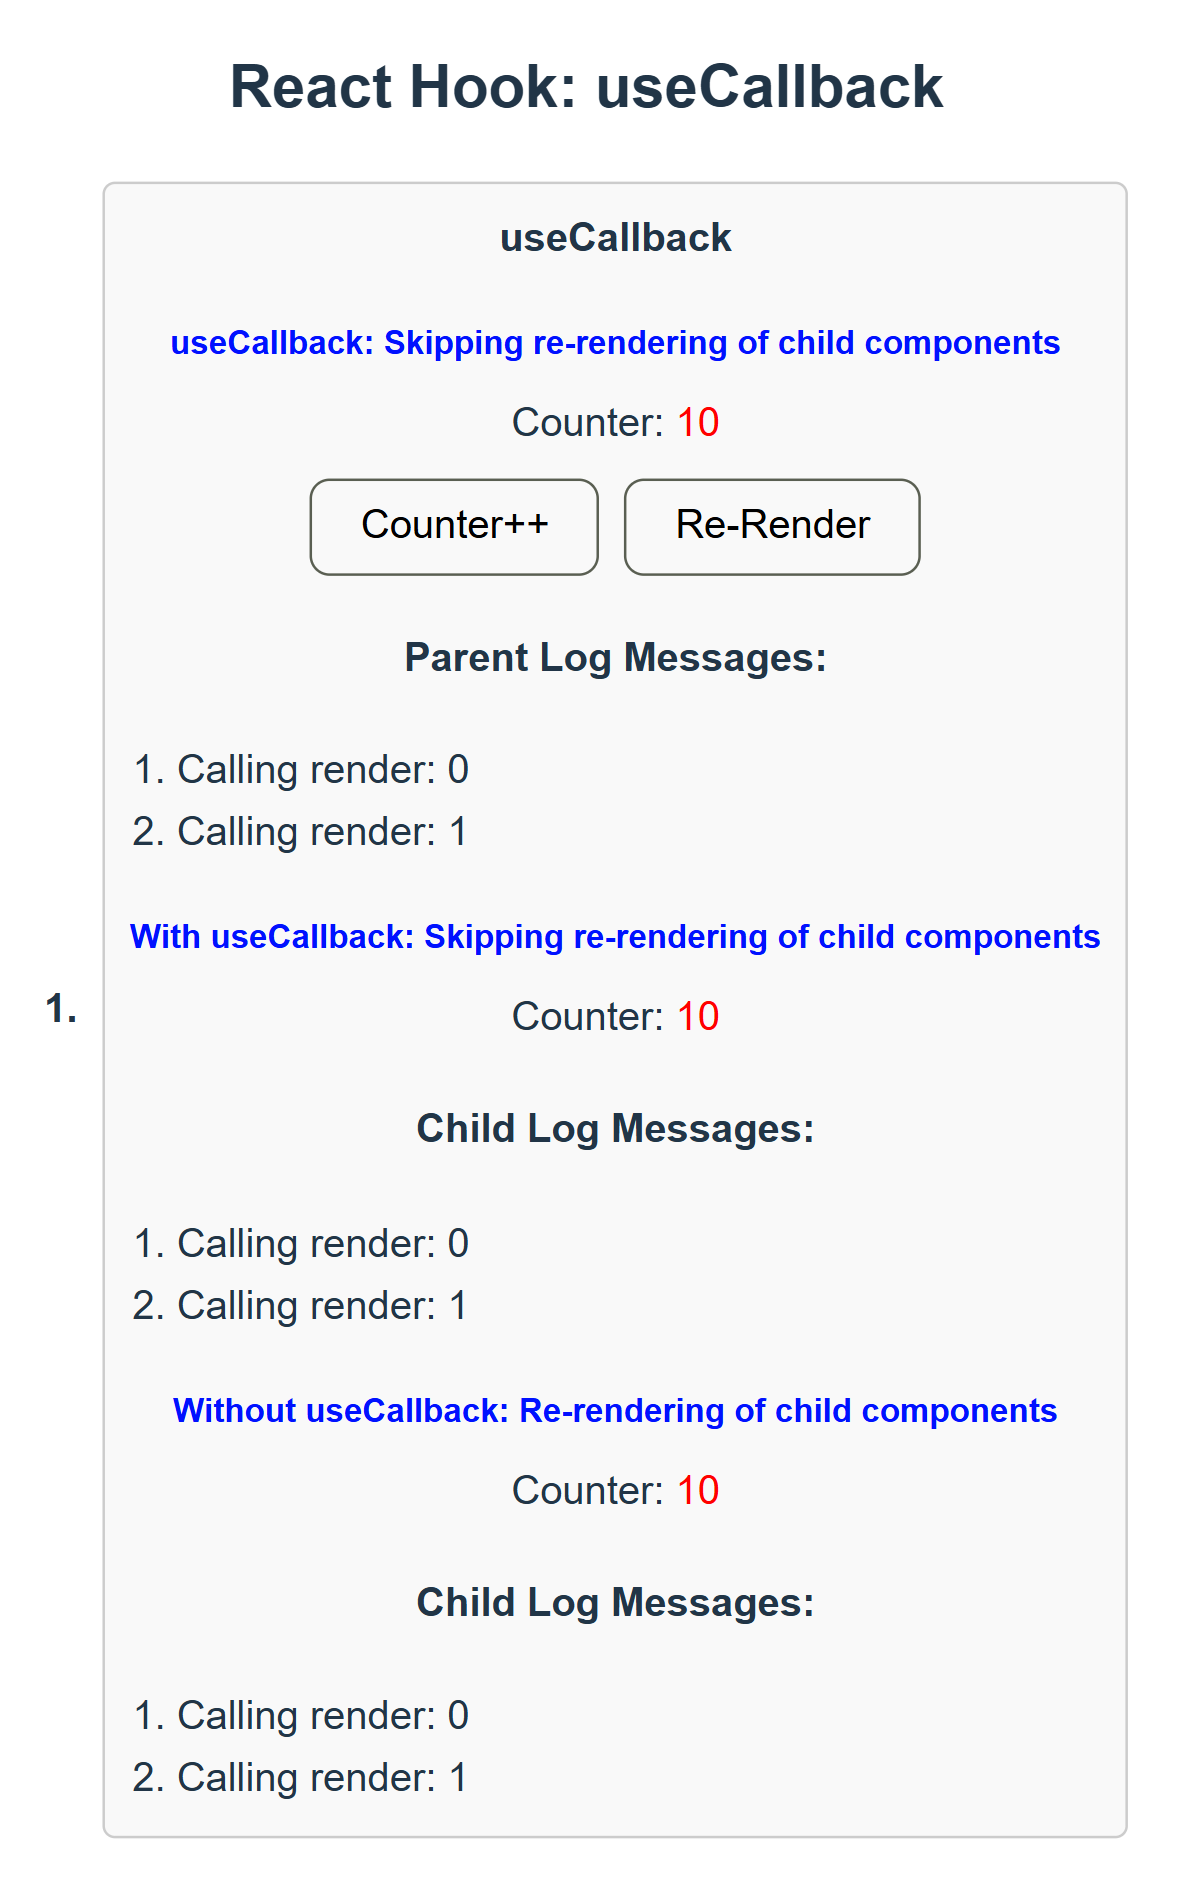 React Hook: useCallback
useCallback
useCallback: Skipping re-rendering of child components
Counter: 10
Counter++ Re-Render
Parent Log Messages:
1. Calling render: 0
2. Calling render: 1
With useCallback: Skipping re-rendering of child components
1.
Counter: 10
Child Log Messages:
1. Calling render: 0
2. Calling render: 1
Without useCallback: Re-rendering of child components
Counter: 10
Child Log Messages:
1. Calling render: 0
2. Calling render: 1